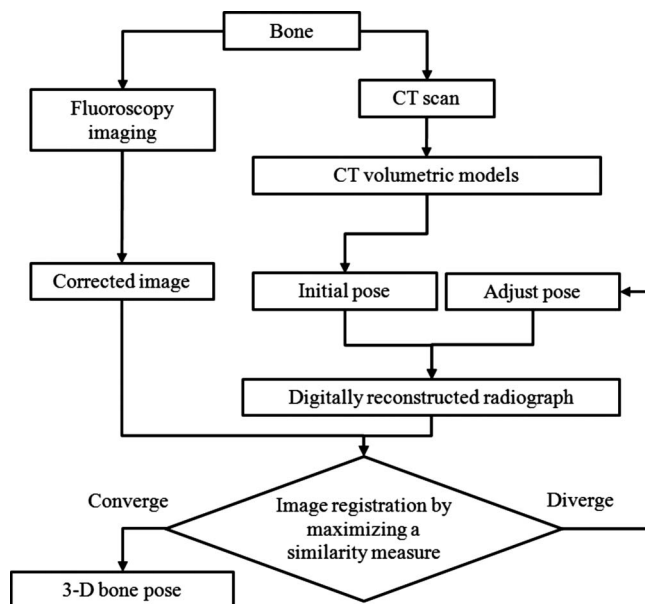 Bone
Fluoroscopy
imaging
CT scan
CT volumetric models
Corrected image
Initial pose
Adjust pose
Digitally reconstructed radiograph
Converge
Image registration by
maximizing a
similarity measure
Diverge
3-D bone pose